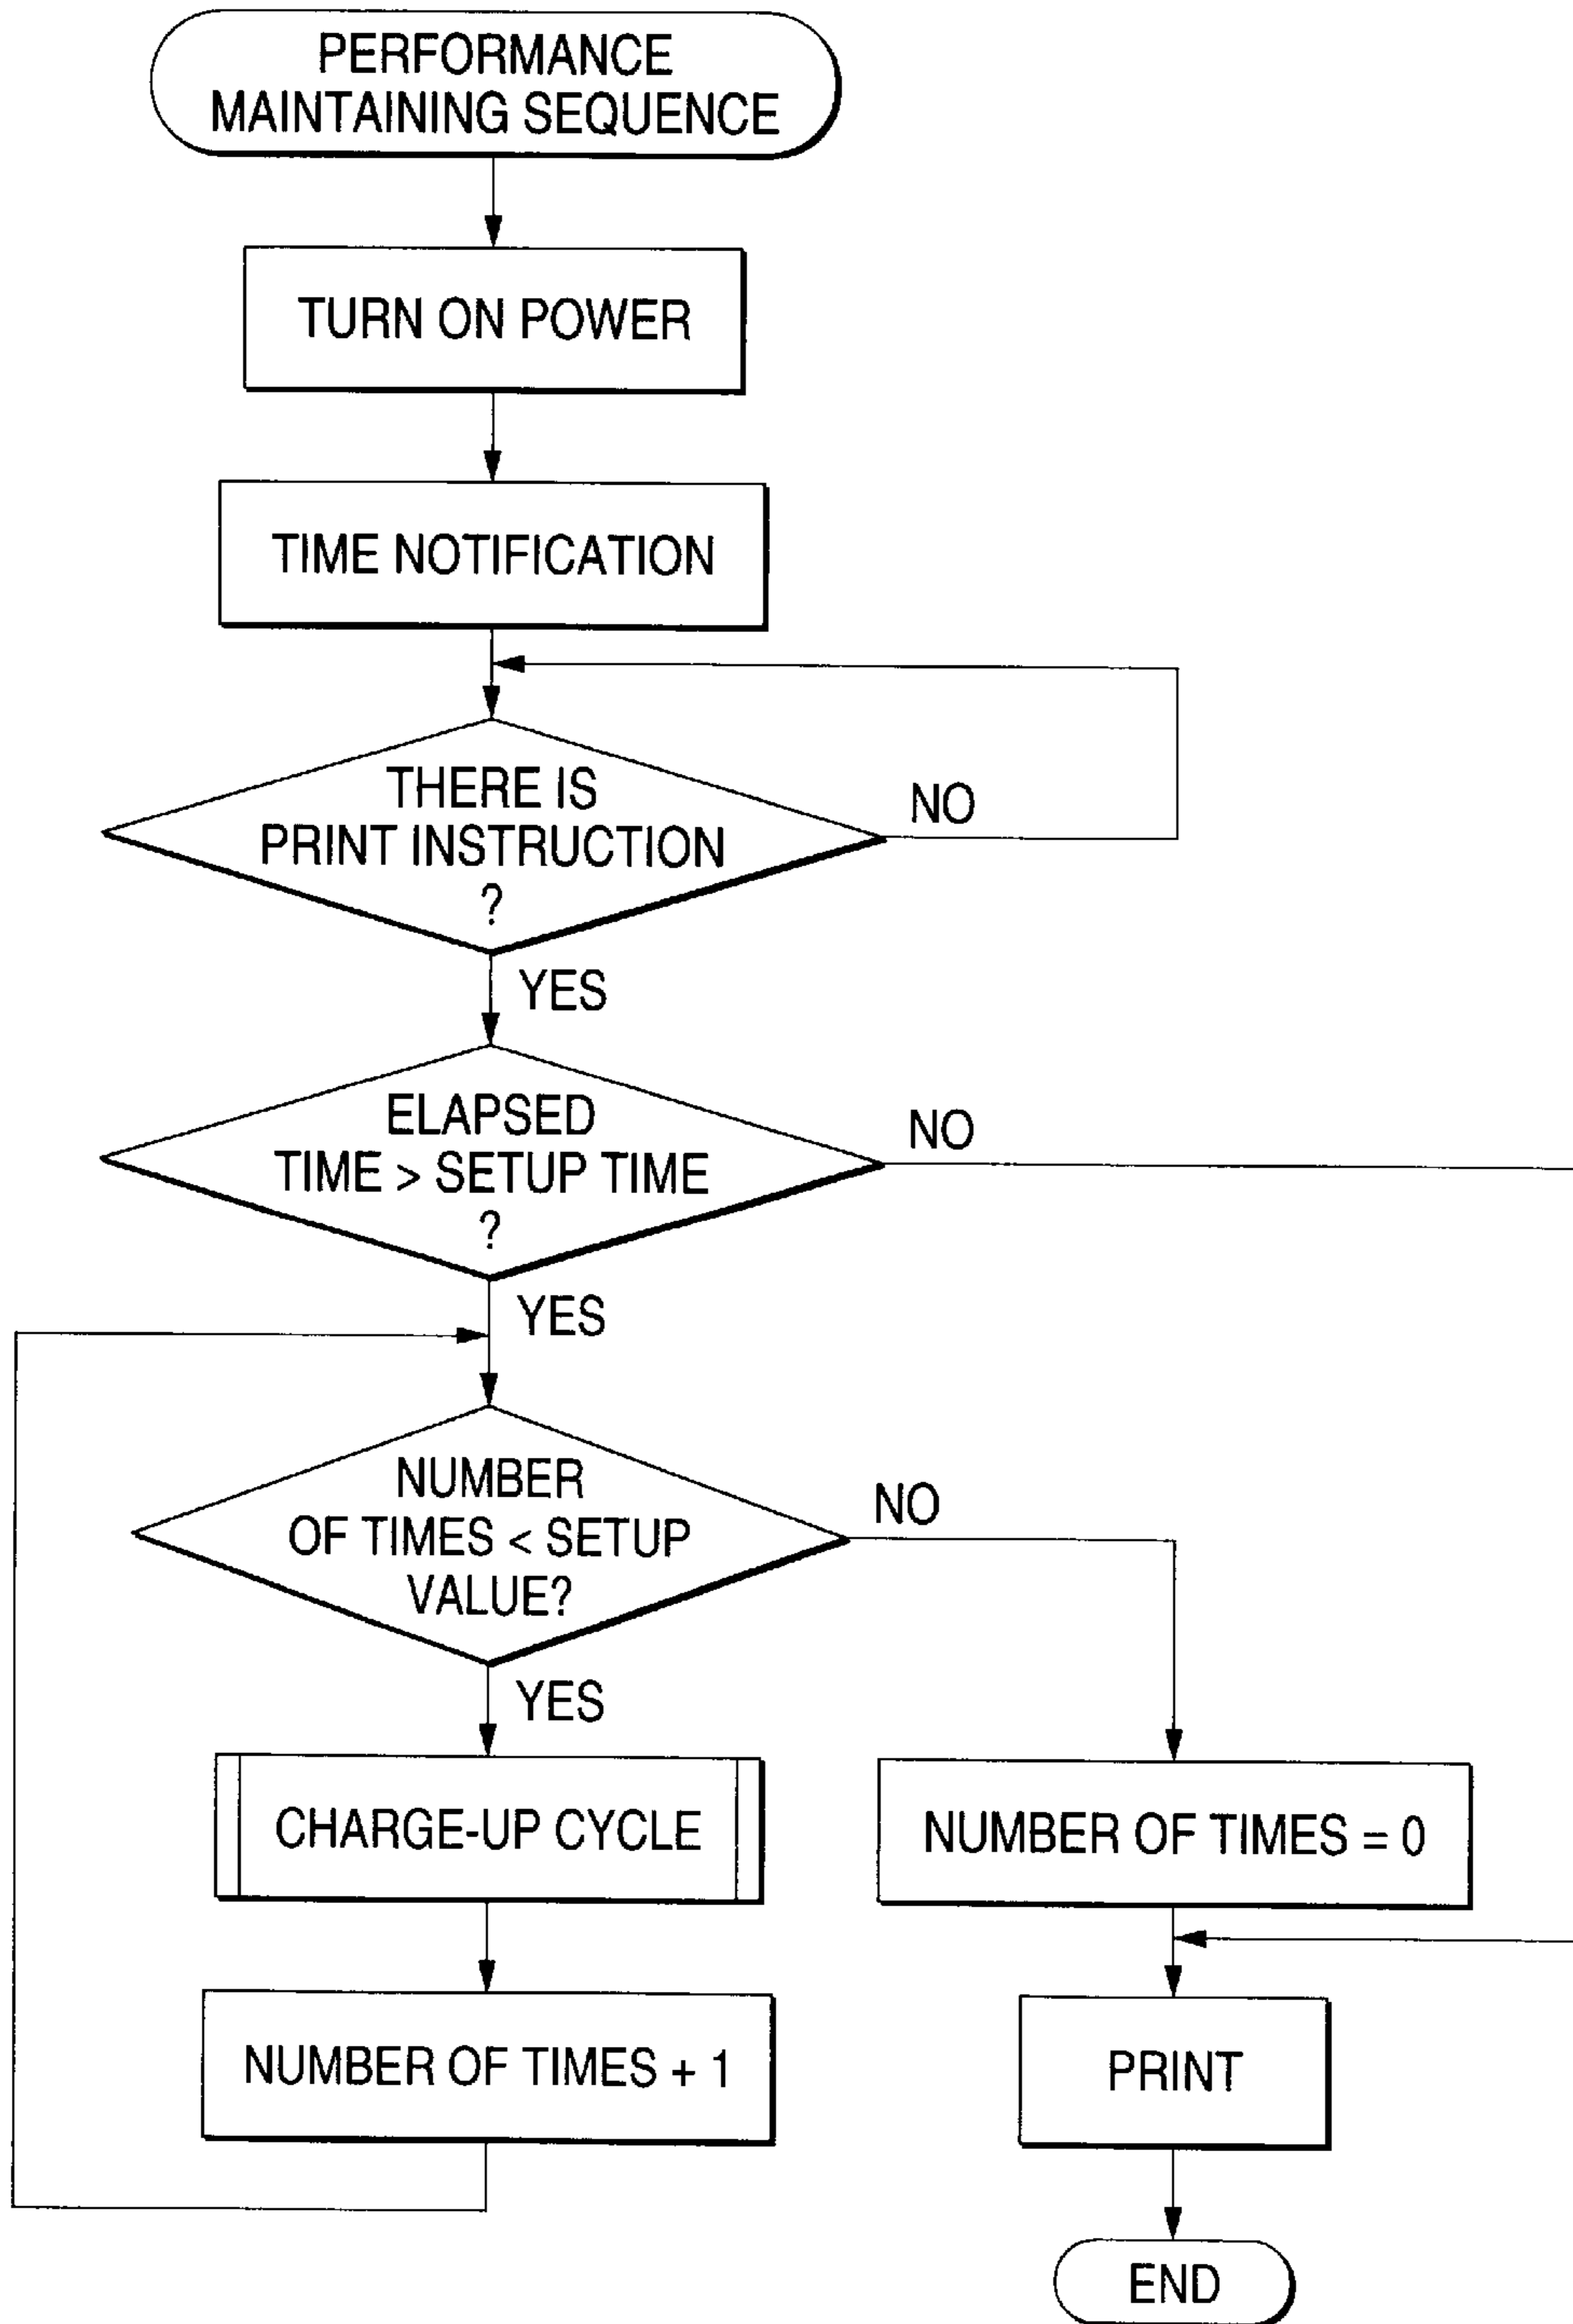 PERFORMANCE
MAINTAINING SEQUENCE
TURN ON POWER
TIME NOTIFICATION
THERE IS
PRINT INSTRUCTION
?
NO
YES
ELAPSED
TIME > SETUP TIME
?
NO
YES
NUMBER
OF TIMES < SETUP
VALUE?
NO
YES
CHARGE-UP CYCLE
NUMBER OF TIMES = 0
NUMBER OF TIMES + 1
PRINT
END